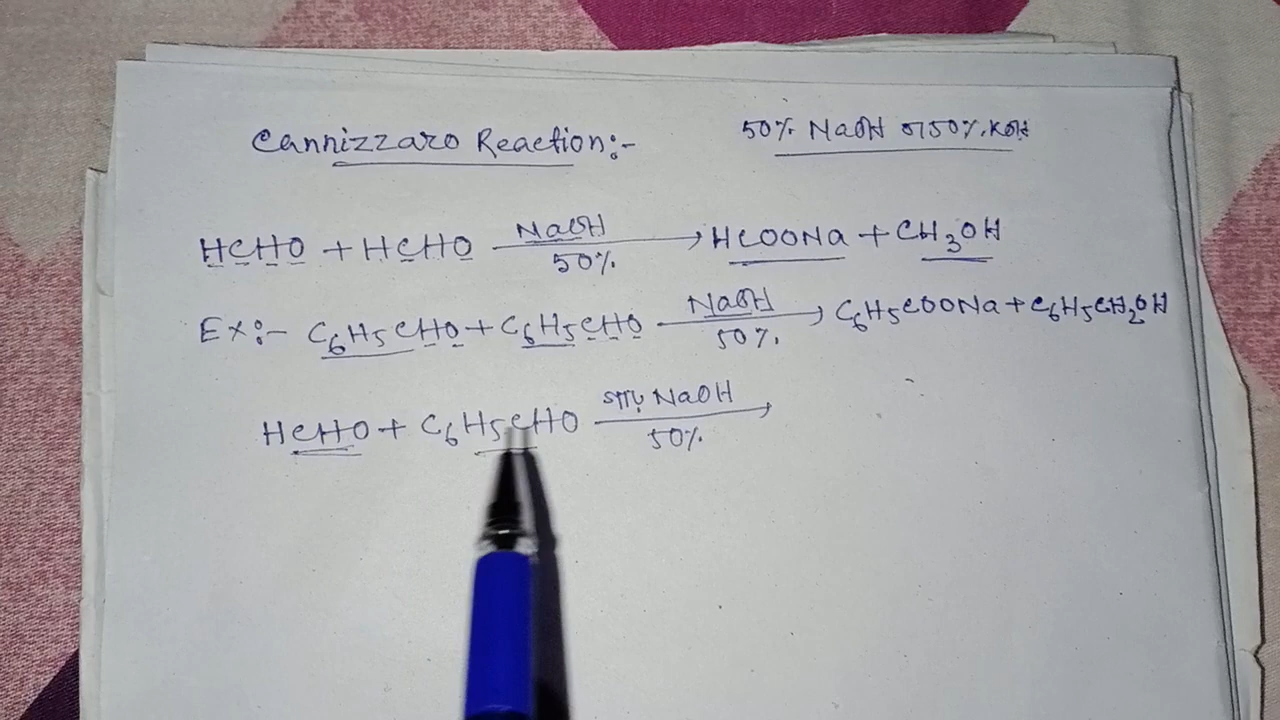 Cannizzaro Reaction:- 50% NaOH or 50% KOH
HCHO + HCHO NaOH 50% → HCOONa + CH₃OH
Ex:- C₆H₅CHO + C₆H₅CHO NaOH 50% → C₆H₅COONa + C₆H₅CH₂OH
HCHO + C₆H₅CHO सान्द्र NaOH 50% →